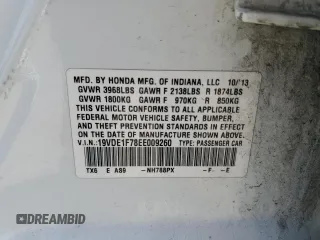 MFD. BY HONDA MFG. OF INDIANA, LLC 10/13
GVWR 3968LBS GAWR F 2138LBS R 1874LBS
GVWR 1800KG GAWR F 970KG R 850KG
THIS VEHICLE CONFORMS TO ALL APPLICABLE
FEDERAL MOTOR VEHICLE SAFETY, BUMPER,
AND THEFT PREVENTION STANDARDS IN
EFFECT ON THE DATE OF MANUFACTURE
SHOWN ABOVE.
V.I.N.: 19VDE1F78EE009260 TYPE: PASSENGER CAR
TX6 E A89 -NH788PX -F -E
AUTOBIDCAR